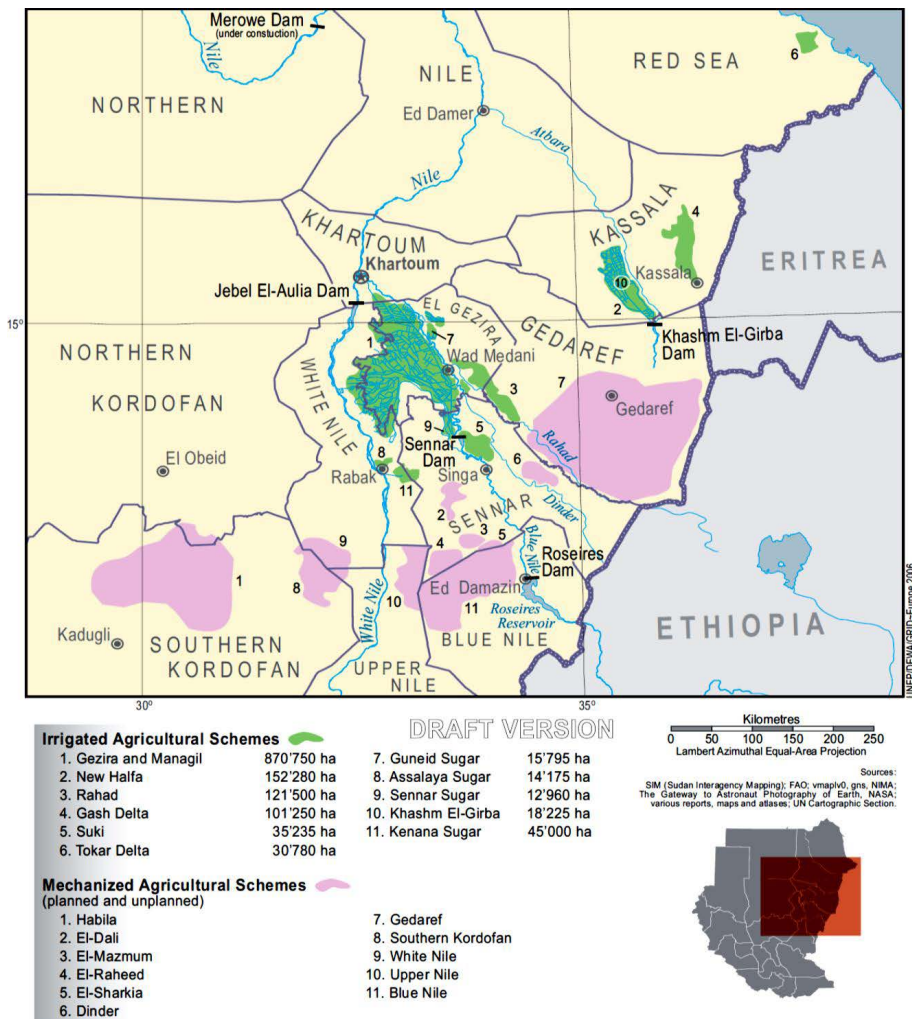 Merowe Dam
(under constuction)
Nile
NILE
RED SEA
6
NORTHERN
Ed Damer
Atbara
Nile
KASSALA
4
KHARTOUM
Khartoum
Kassala
ERITREA
10
Jebel El-Aulia Dam
2
EL GEZIRA
15°
Khashm El-Girba
Dam
GEDAREF
1
7
NORTHERN
KORDOFAN
WHITE NILE
Wad Medani
3
7
Gedaref
9
5
Sennar
Dam
Rahad
El Obeid
8
Rabak
11
Singa
6
Dinder
2
SENNAR
3
5
9
4
Blue Nile
Roseires
Dam
1
8
10
Ed Damazin
11
White Nile
Roseires
Reservoir
Kadugli
SOUTHERN
KORDOFAN
BLUE NILE
UPPER
NILE
ETHIOPIA
UNEP/DEWA/GRID~Europe 2006
30°
35°
DRAFT VERSION
Irrigated Agricultural Schemes
1. Gezira and Managil 870'750 ha
2. New Halfa 152'280 ha
3. Rahad 121'500 ha
4. Gash Delta 101'250 ha
5. Suki 35'235 ha
6. Tokar Delta 30'780 ha
7. Guneid Sugar 15'795 ha
8. Assalaya Sugar 14'175 ha
9. Sennar Sugar 12'960 ha
10. Khashm El-Girba 18'225 ha
11. Kenana Sugar 45'000 ha
Mechanized Agricultural Schemes
(planned and unplanned)
1. Habila
2. El-Dali
3. El-Mazmum
4. El-Raheed
5. El-Sharkia
6. Dinder
7. Gedaref
8. Southern Kordofan
9. White Nile
10. Upper Nile
11. Blue Nile
Kilometres
0 50 100 150 200 250
Lambert Azimuthal Equal-Area Projection
Sources:
SIM (Sudan Interagency Mapping); FAO; vmaplv0, gns, NIMA;
The Gateway to Astronaut Photography of Earth, NASA;
various reports, maps and atlases; UN Cartographic Section.